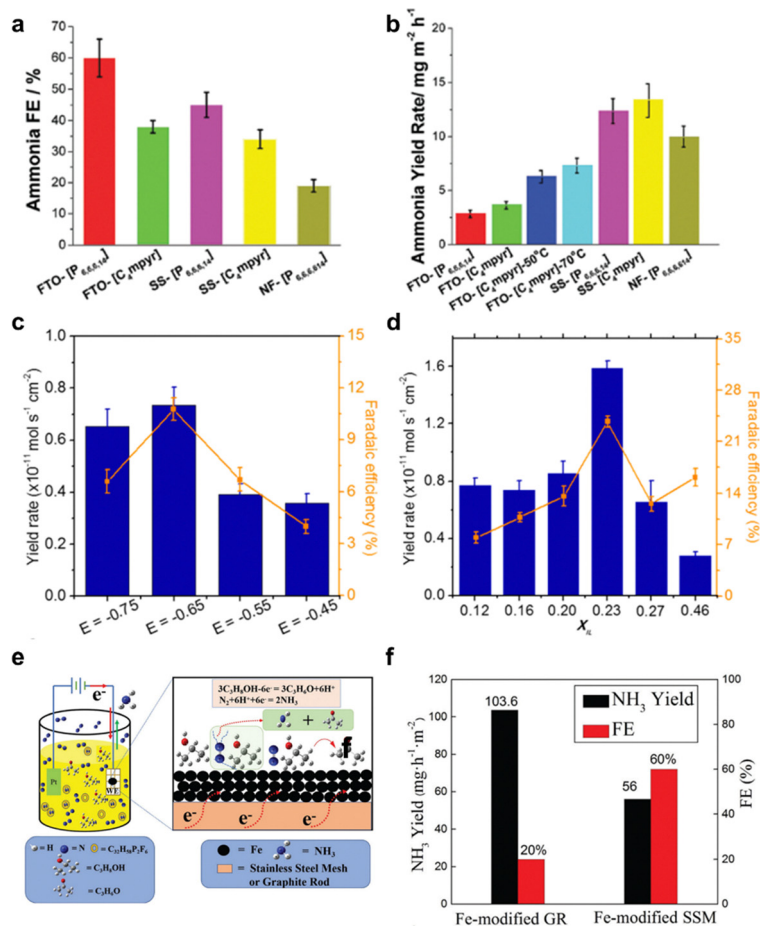 a
Ammonia FE / %
70
60
50
40
30
20
10
0
FTO- [P6,6,6,14]
FTO- [C4mpyr]
SS- [P6,6,6,14]
SS- [C4mpyr]
NF- [P6,6,6,614]
b
Ammonia Yield Rate/ mg m-2 h-1
20
15
10
5
0
FTO- [P6,6,6,14]
FTO- [C4mpyr]
FTO- [C4mpyr]-50°C
FTO- [C4mpyr]-70°C
SS- [P6,6,6,14]
SS- [C4mpyr]
NF- [P6,6,6,614]
c
Yield rate (x10-11 mol s-1 cm-2)
1.0
0.8
0.6
0.4
0.2
0.0
E = -0.75
E = -0.65
E = -0.55
E = -0.45
15
12
9
6
3
0
Faradaic efficiency (%)
d
Yield rate (x10-11 mol s-1 cm-2)
1.6
1.2
0.8
0.4
0.0
0.12
0.16
0.20
0.23
0.27
0.46
35
28
21
14
7
0
Faradaic efficiency (%)
e
e-
Pt
WE
3C3H8OH-6e-= 3C3H6O+6H+
N2+6H++6e-= 2NH3
+
f
e-
e-
e-
=H
=N
=C32H68P2F6
=C3H8OH
=C3H6O
= Fe
= NH3
= Stainless Steel Mesh
or Graphite Rod
f
NH3 Yield (mg·h-1·m-2)
120
100
80
60
40
20
0
103.6
20%
56
60%
NH3 Yield
FE
Fe-modified GR
Fe-modified SSM
100
80
60
40
20
0
FE (%)